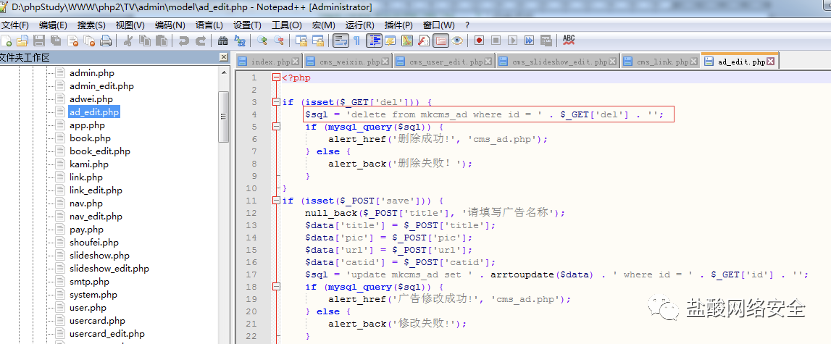 D:\phpStudy\WWW\php2\TV\admin\model\ad_edit.php - Notepad++ [Administrator]
文件(F) 编辑(E) 搜索(S) 视图(V) 编码(N) 语言(L) 设置(T) 工具(O) 宏(M) 运行(R) 插件(P) 窗口(W) ?
文件夹工作区
index.php cms_weixin.php cms_user_edit.php cms_slideshow_edit.php cms_link.php ad_edit.php
admin.php
admin_edit.php
adwei.php
ad_edit.php
app.php
book.php
book_edit.php
kami.php
link.php
link_edit.php
nav.php
nav_edit.php
pay.php
shoufei.php
slideshow.php
slideshow_edit.php
smtp.php
system.php
user.php
usercard.php
usercard_edit.php
1 <?php
2
3 if (isset($_GET['del'])) {
4 $sql = 'delete from mkcms_ad where id = ' . $_GET['del'] . '';
5 if (mysql_query($sql)) {
6 alert_href('删除成功!', 'cms_ad.php');
7 } else {
8 alert_back('删除失败！');
9 }
10 }
11 if (isset($_POST['save'])) {
12 null_back($_POST['title'], '请填写广告名称');
13 $data['title'] = $_POST['title'];
14 $data['pic'] = $_POST['pic'];
15 $data['url'] = $_POST['url'];
16 $data['catid'] = $_POST['catid'];
17 $sql = 'update mkcms_ad set ' . arrtoupdate($data) . ' where id = ' . $_GET['id'] . '';
18 if (mysql_query($sql)) {
19 alert_href('广告修改成功!', 'cms_ad.php');
20 } else {
21 alert_back('修改失败!');
22 }
盐酸网络安全